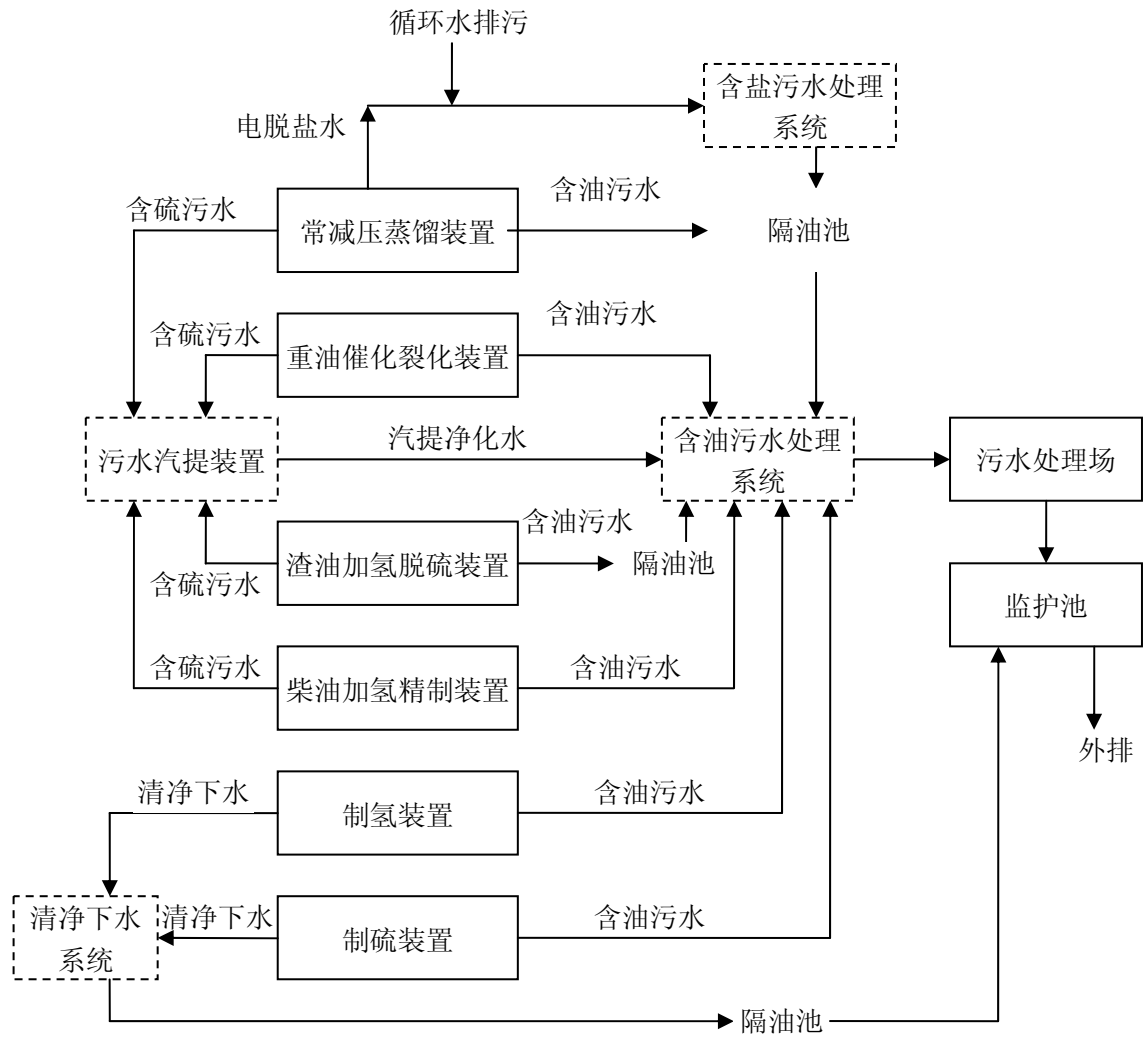 循环水排污
含盐污水处理
系统
电脱盐水
含硫污水
常减压蒸馏装置
含油污水
隔油池
含硫污水
重油催化裂化装置
含油污水
污水汽提装置
汽提净化水
含油污水处理
系统
污水处理场
含硫污水
渣油加氢脱硫装置
含油污水
隔油池
监护池
含硫污水
柴油加氢精制装置
含油污水
外排
清净下水
制氢装置
含油污水
清净下水
系统
清净下水
制硫装置
含油污水
隔油池